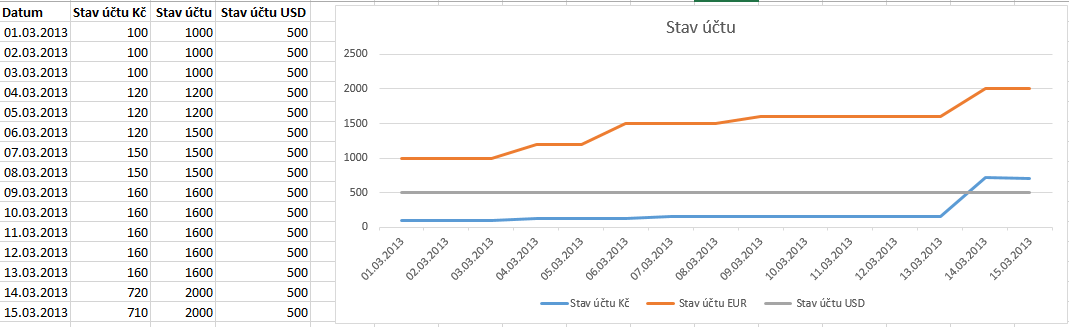 Datum Stav účtu Kč Stav účtu Stav účtu USD
01.03.2013 100 1000 500
02.03.2013 100 1000 500
03.03.2013 100 1000 500
04.03.2013 120 1200 500
05.03.2013 120 1200 500
06.03.2013 120 1500 500
07.03.2013 150 1500 500
08.03.2013 150 1500 500
09.03.2013 160 1600 500
10.03.2013 160 1600 500
11.03.2013 160 1600 500
12.03.2013 160 1600 500
13.03.2013 160 1600 500
14.03.2013 720 2000 500
15.03.2013 710 2000 500
Stav účtu
2500
2000
1500
1000
500
0
01.03.2013 02.03.2013 03.03.2013 04.03.2013 05.03.2013 06.03.2013 07.03.2013 08.03.2013 09.03.2013 10.03.2013 11.03.2013 12.03.2013 13.03.2013 14.03.2013 15.03.2013
Stav účtu Kč Stav účtu EUR Stav účtu USD